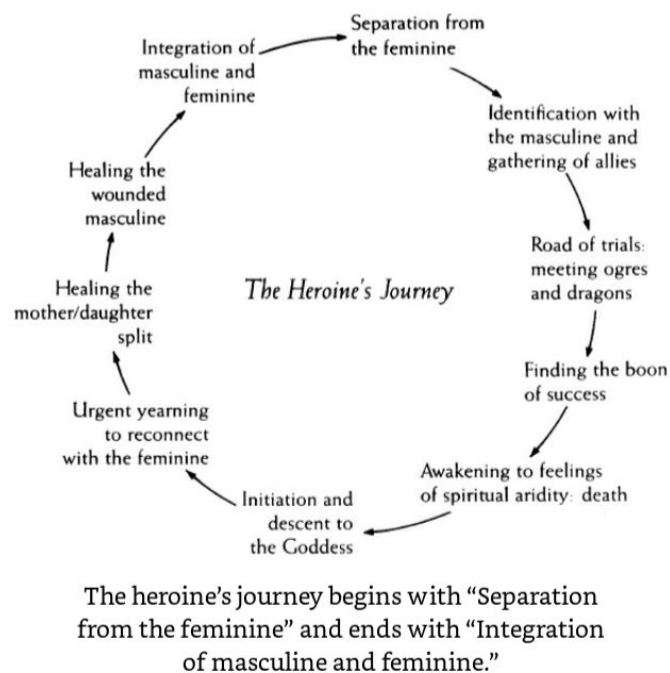 Separation from
the feminine
Identification with
the masculine and
gathering of allies
Road of trials:
meeting ogres
and dragons
Finding the boon
of success
Awakening to feelings
of spiritual aridity: death
Initiation and
descent to
the Goddess
Urgent yearning
to reconnect
with the feminine
Healing the
mother/daughter
split
Healing the
wounded
masculine
Integration of
masculine and
feminine
The Heroine's Journey
The heroine’s journey begins with “Separation
from the feminine” and ends with “Integration
of masculine and feminine.”